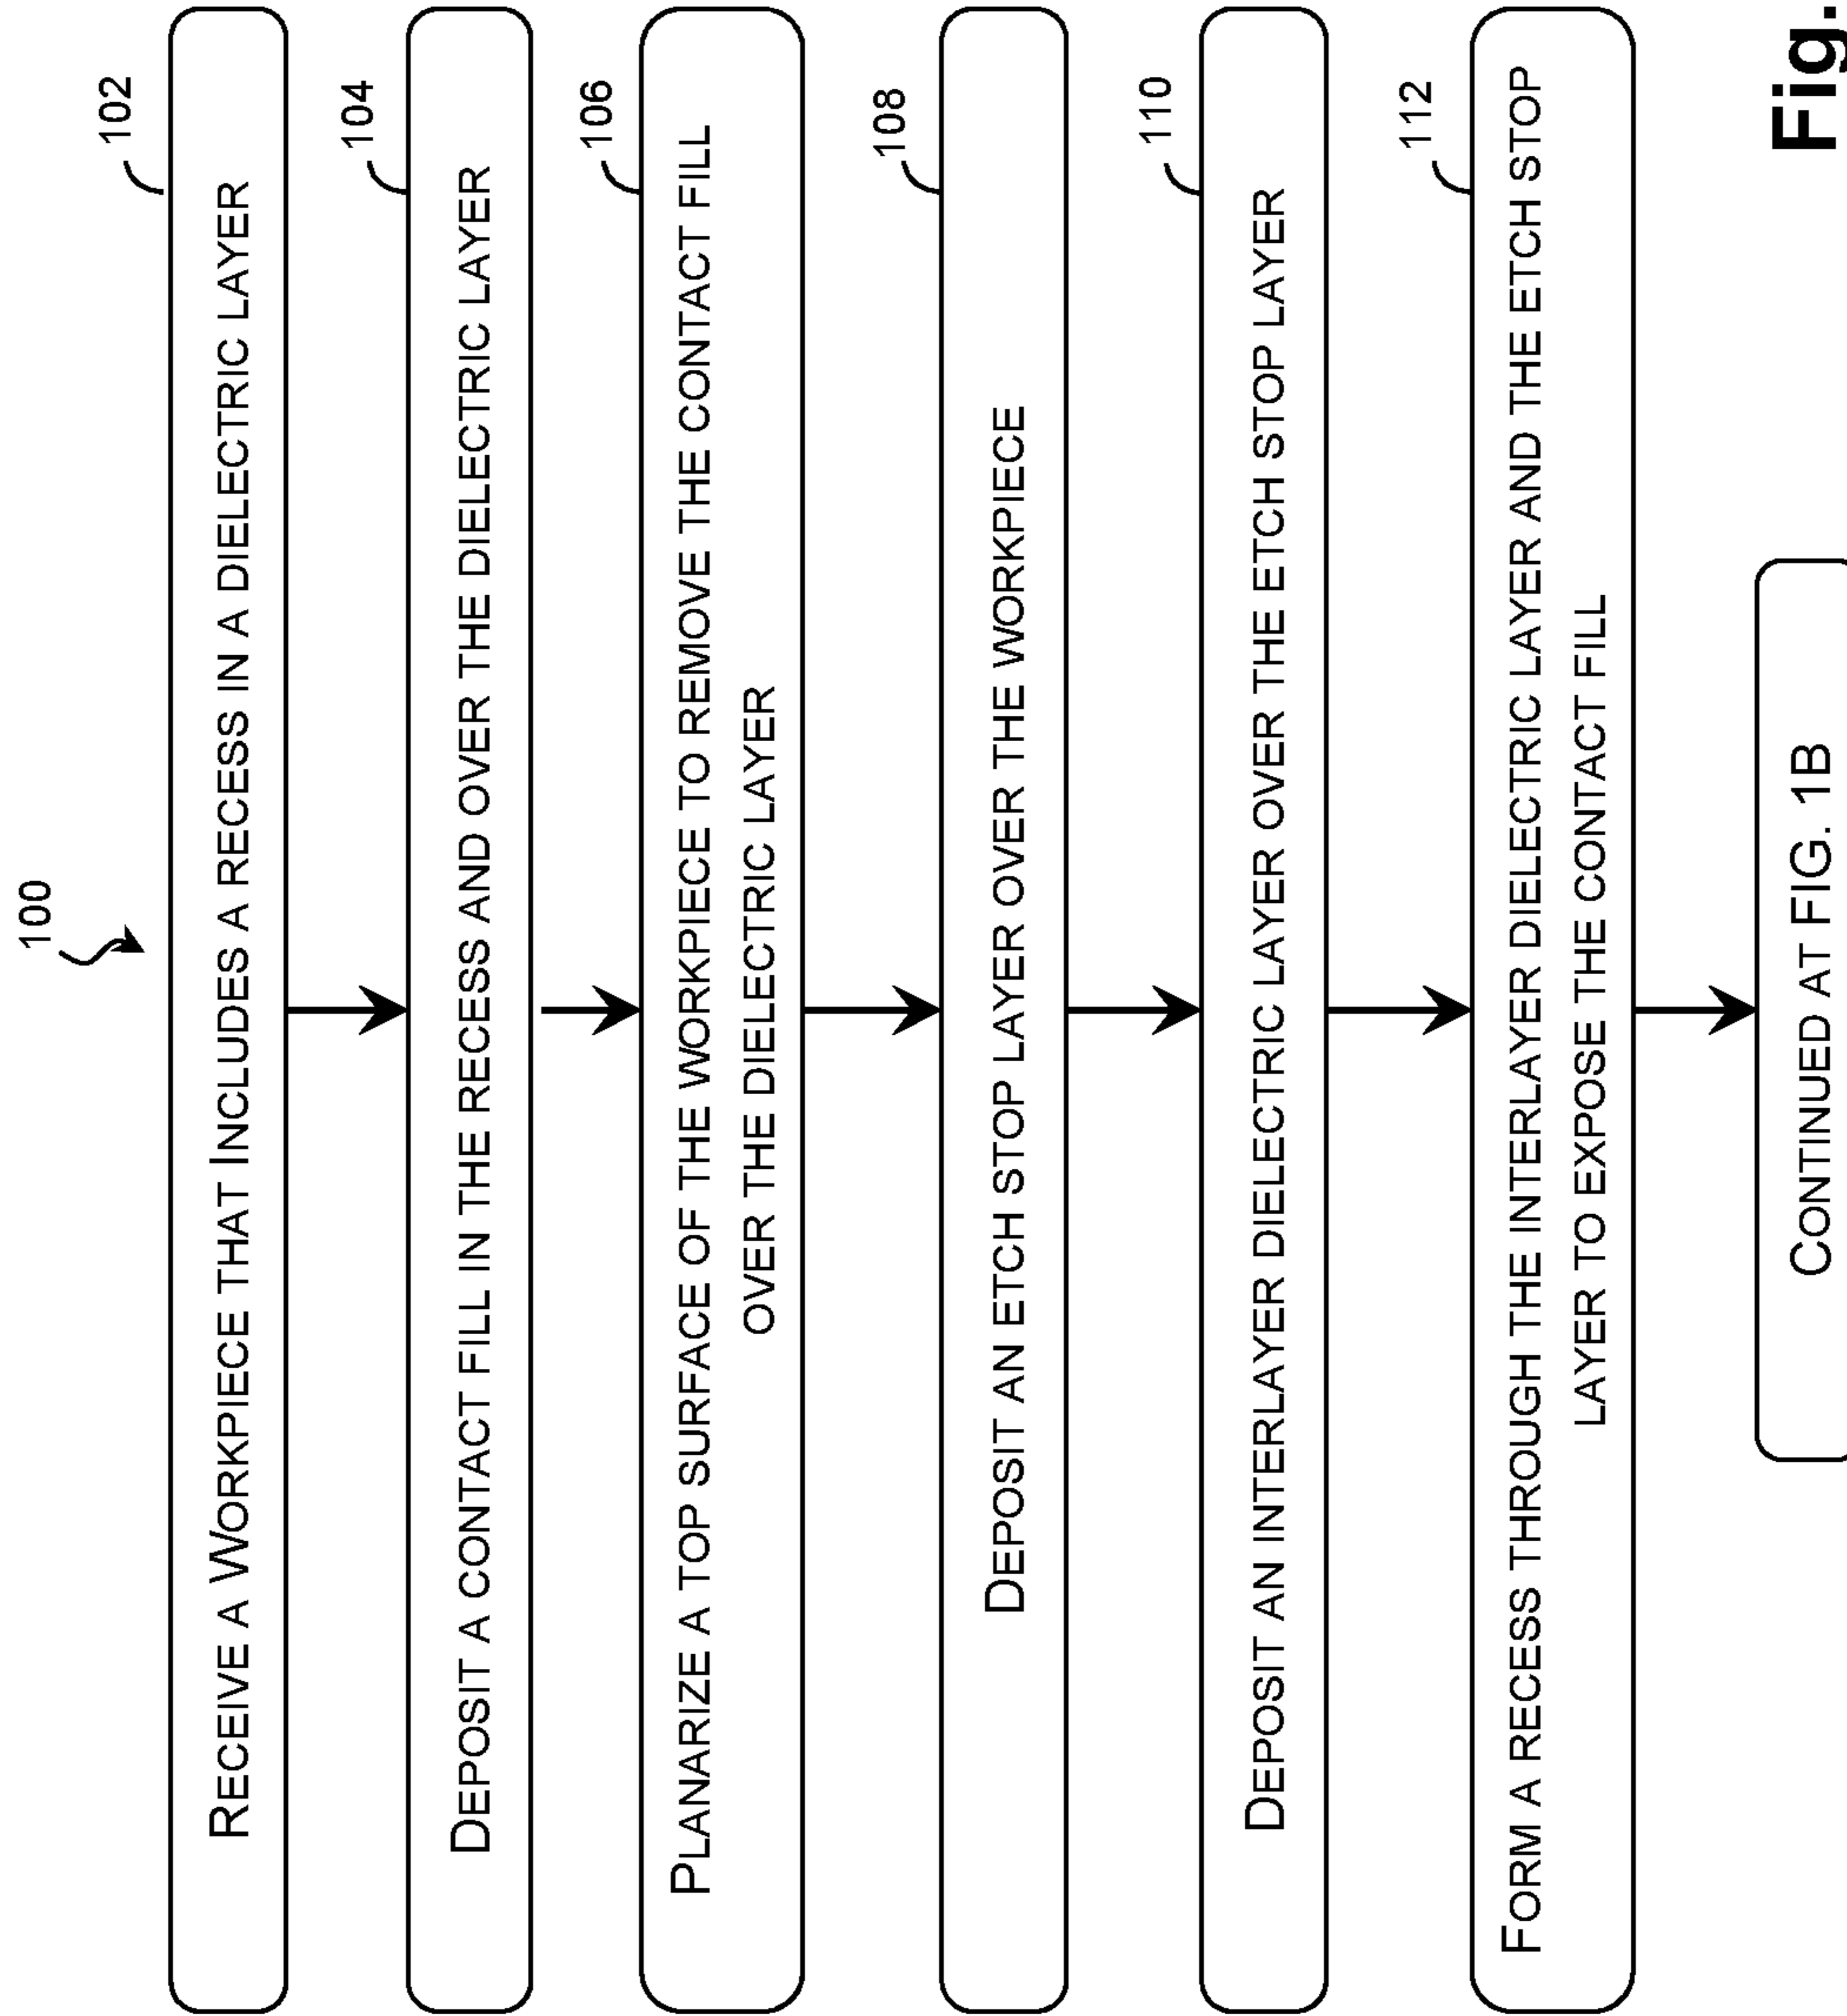 100
102
RECEIVE A WORKPIECE THAT INCLUDES A RECESS IN A DIELECTRIC LAYER
104
DEPOSIT A CONTACT FILL IN THE RECESS AND OVER THE DIELECTRIC LAYER
106
PLANARIZE A TOP SURFACE OF THE WORKPIECE TO REMOVE THE CONTACT FILL
OVER THE DIELECTRIC LAYER
108
DEPOSIT AN ETCH STOP LAYER OVER THE WORKPIECE
110
DEPOSIT AN INTERLAYER DIELECTRIC LAYER OVER THE ETCH STOP LAYER
112
FORM A RECESS THROUGH THE INTERLAYER DIELECTRIC LAYER AND THE ETCH STOP
LAYER TO EXPOSE THE CONTACT FILL
CONTINUED AT FIG. 1B
Fig.